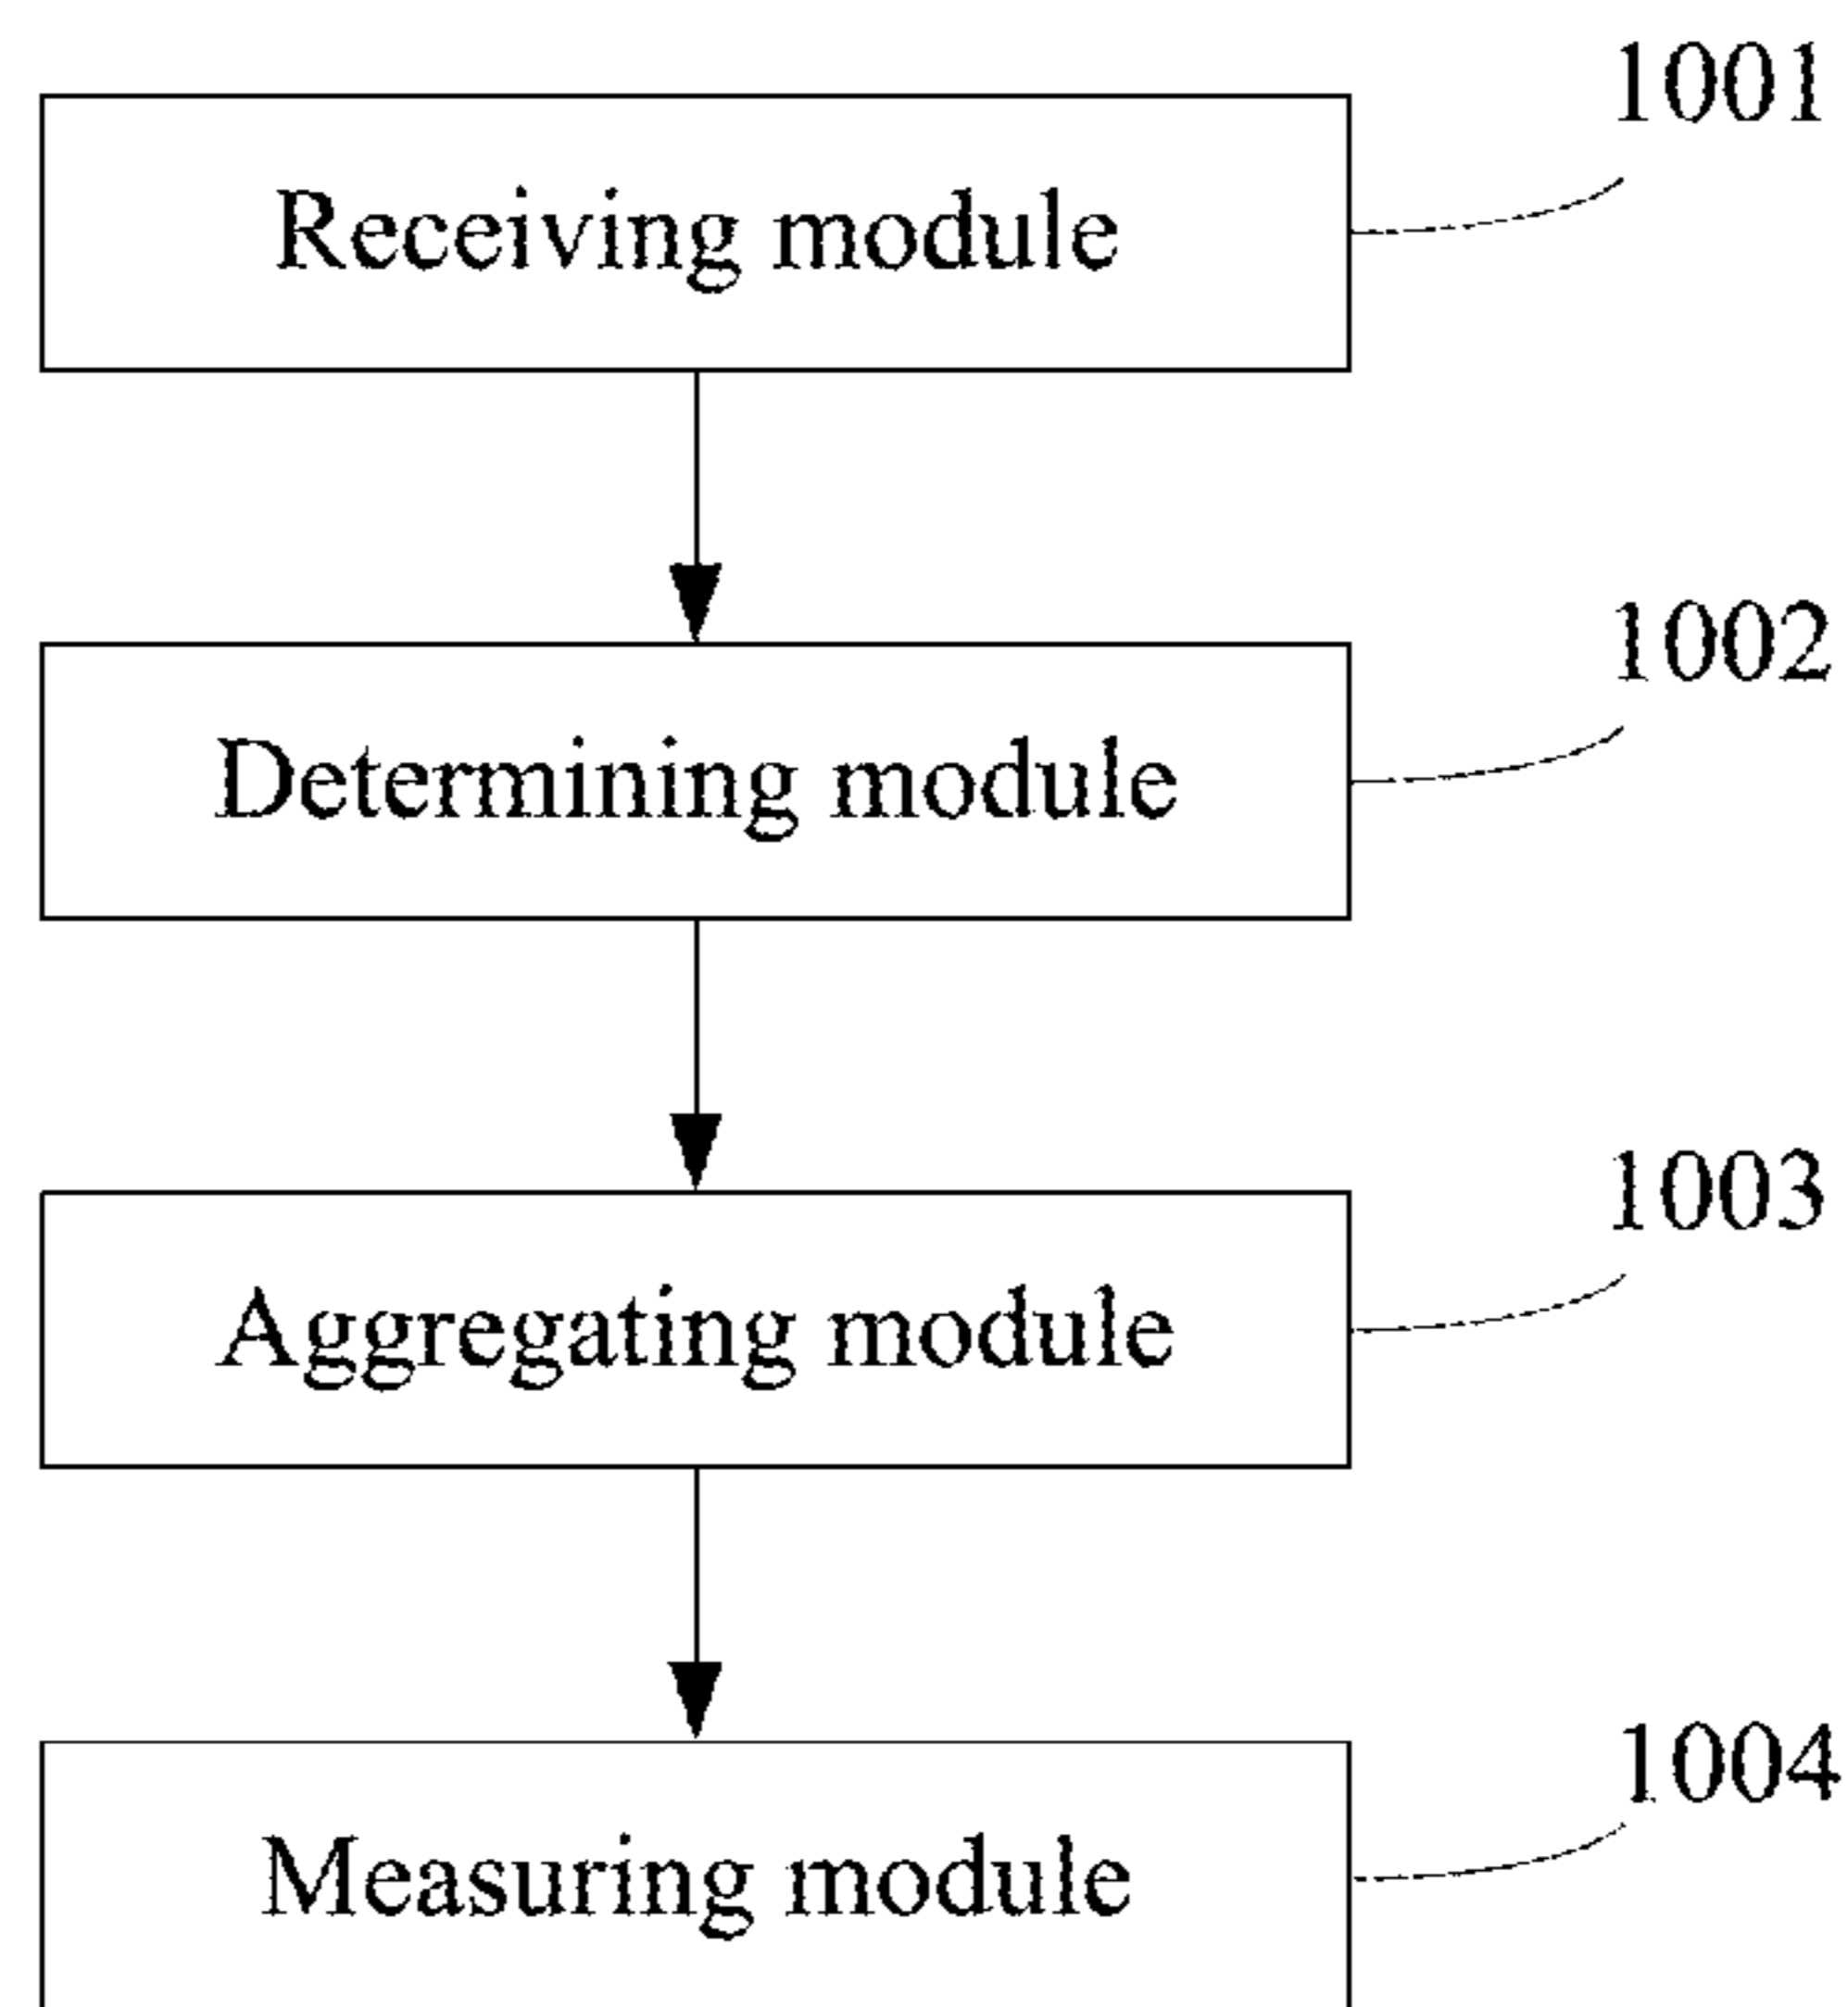 1001
Receiving module
1002
Determining module
1003
Aggregating module
1004
Measuring module